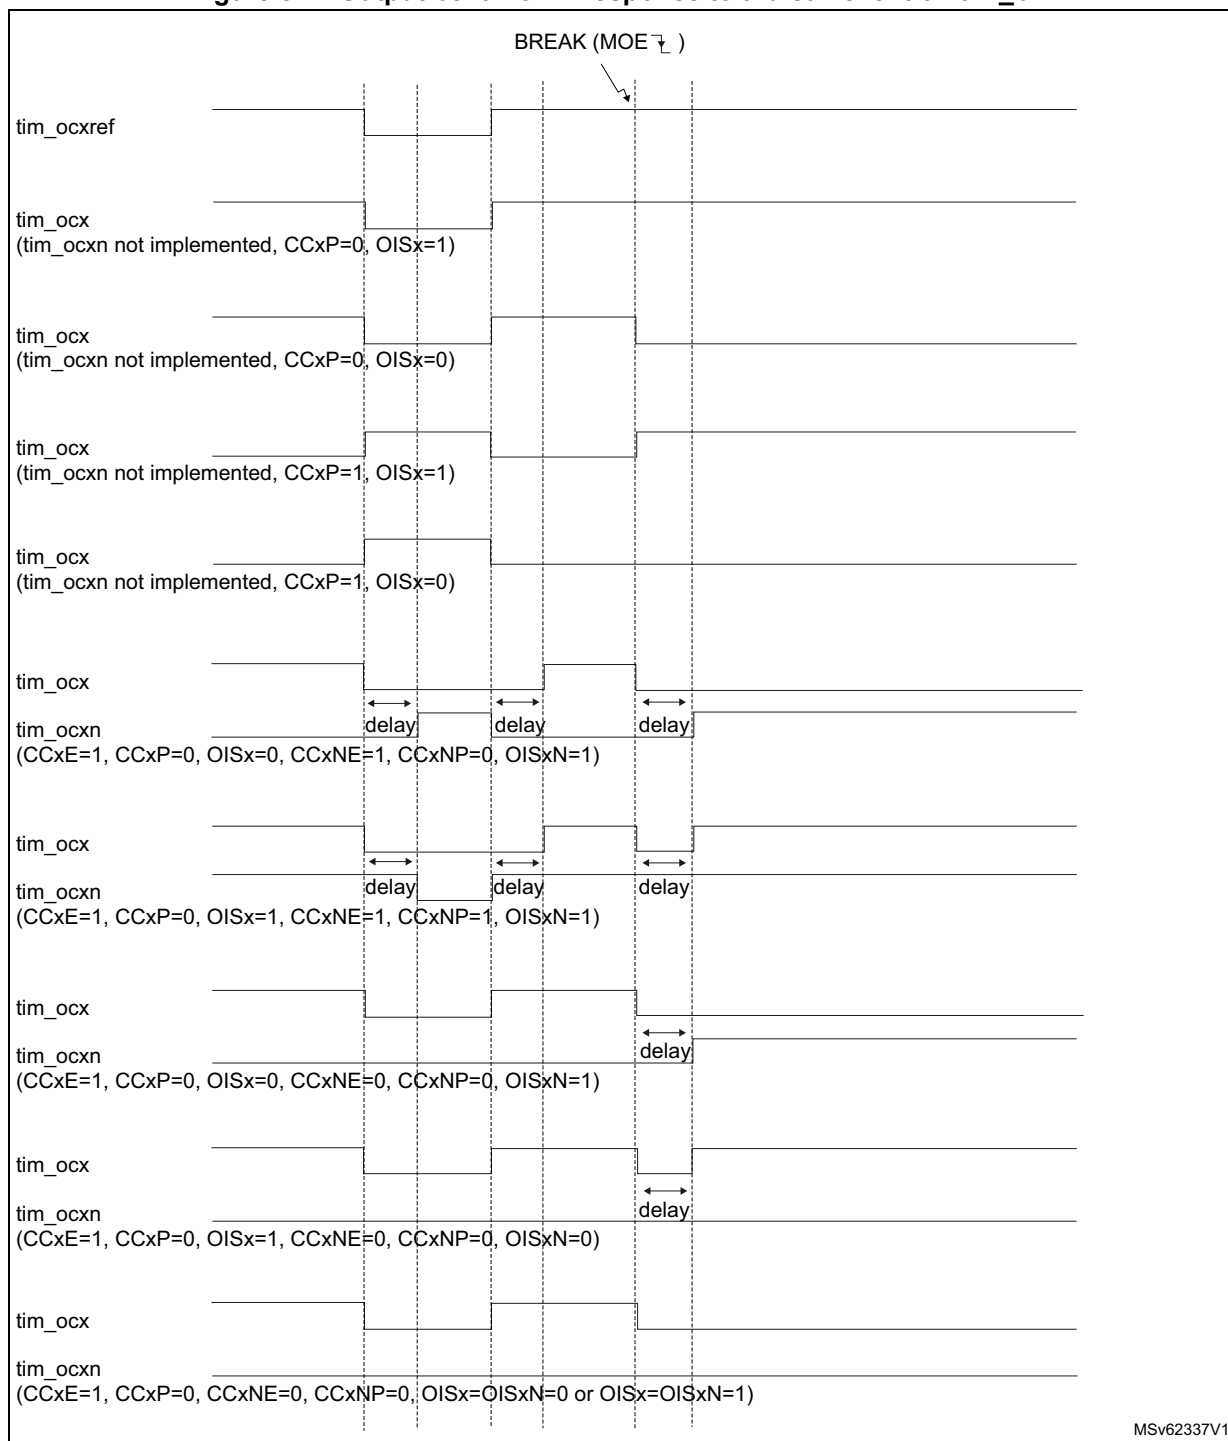 BREAK (MOE )
tim_ocxref
tim_ocx
(tim_ocxn not implemented, CCxP=0, OISx=1)
tim_ocx
(tim_ocxn not implemented, CCxP=0, OISx=0)
tim_ocx
(tim_ocxn not implemented, CCxP=1, OISx=1)
tim_ocx
(tim_ocxn not implemented, CCxP=1, OISx=0)
tim_ocx
delay delay delay
tim_ocxn
(CCxE=1, CCxP=0, OISx=0, CCxNE=1, CCxNP=0, OISxN=1)
tim_ocx
delay delay delay
tim_ocxn
(CCxE=1, CCxP=0, OISx=1, CCxNE=1, CCxNP=1, OISxN=1)
tim_ocx
delay
tim_ocxn
(CCxE=1, CCxP=0, OISx=0, CCxNE=0, CCxNP=0, OISxN=1)
tim_ocx
delay
tim_ocxn
(CCxE=1, CCxP=0, OISx=1, CCxNE=0, CCxNP=0, OISxN=0)
tim_ocx
tim_ocxn
(CCxE=1, CCxP=0, CCxNE=0, CCxNP=0, OISx=OISxN=0 or OISx=OISxN=1)
MSv62337V1